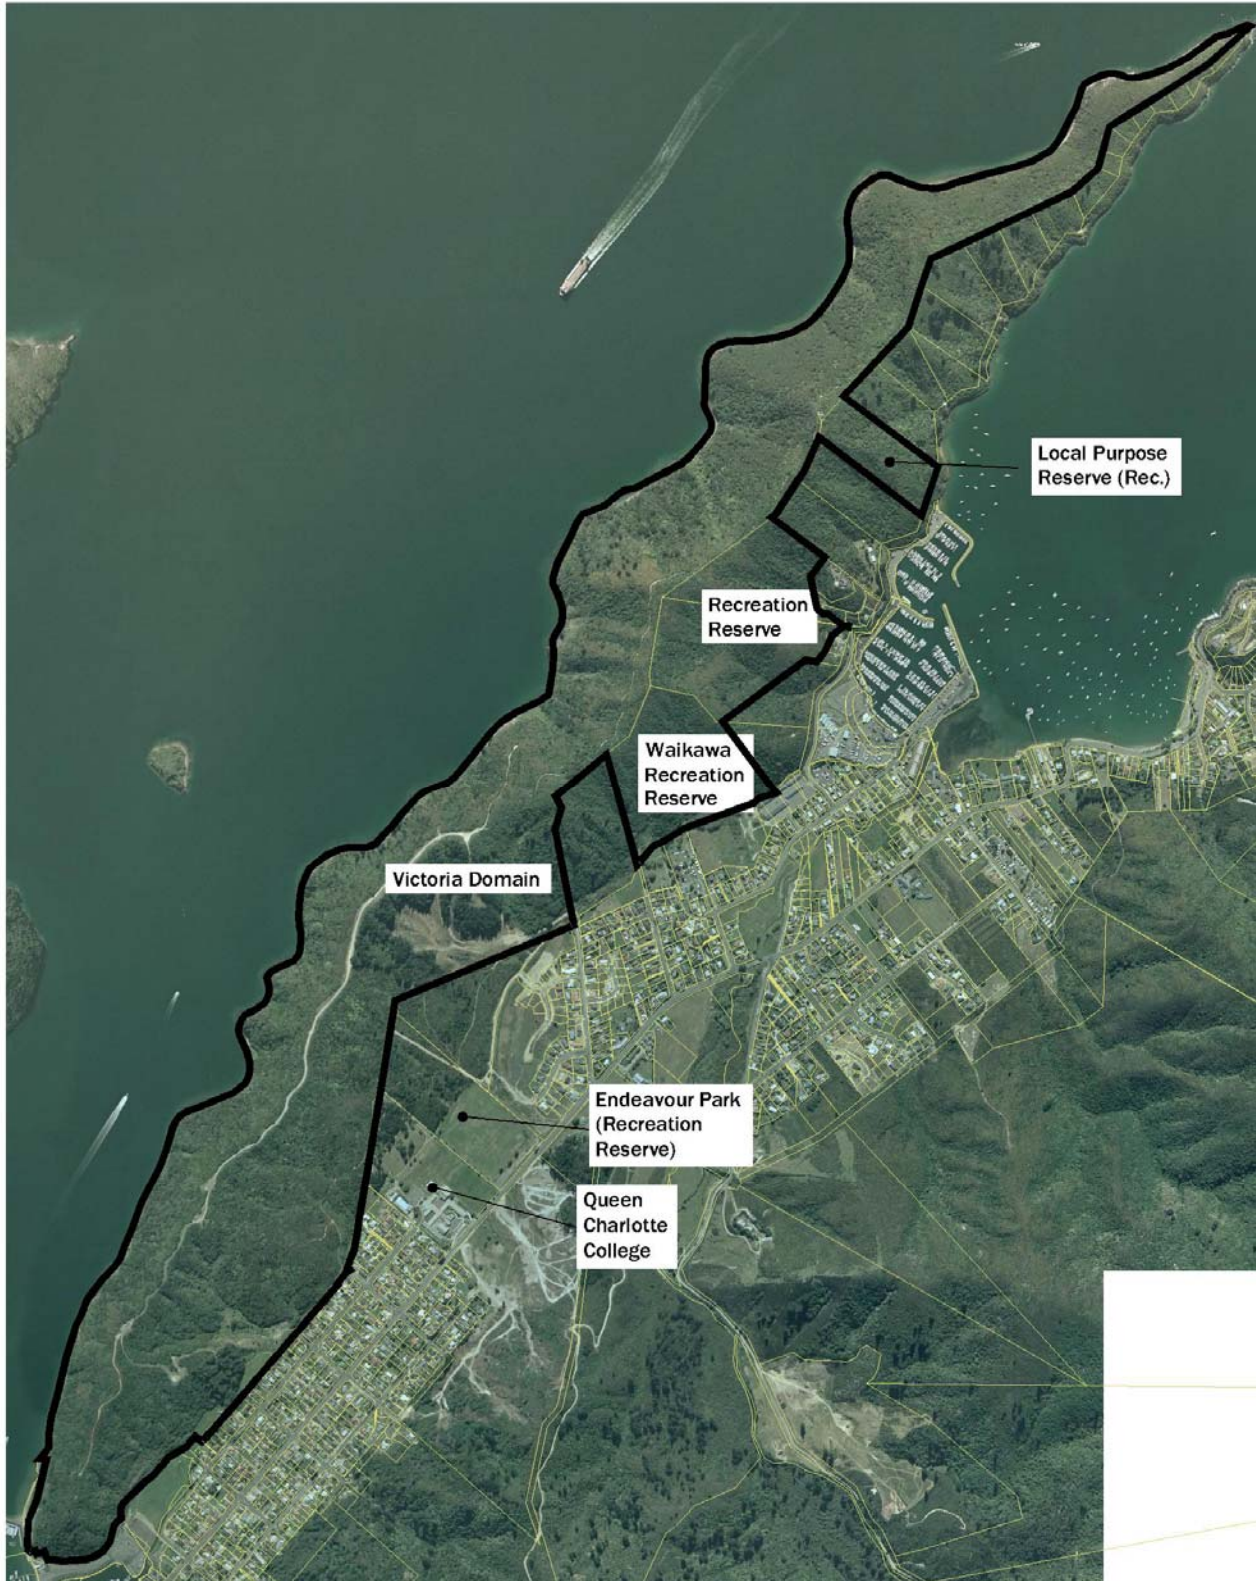 Local Purpose
Reserve (Rec.)
Recreation
Reserve
Waikawa
Recreation
Reserve
Victoria Domain
Endeavour Park
(Recreation
Reserve)
Queen
Charlotte
College